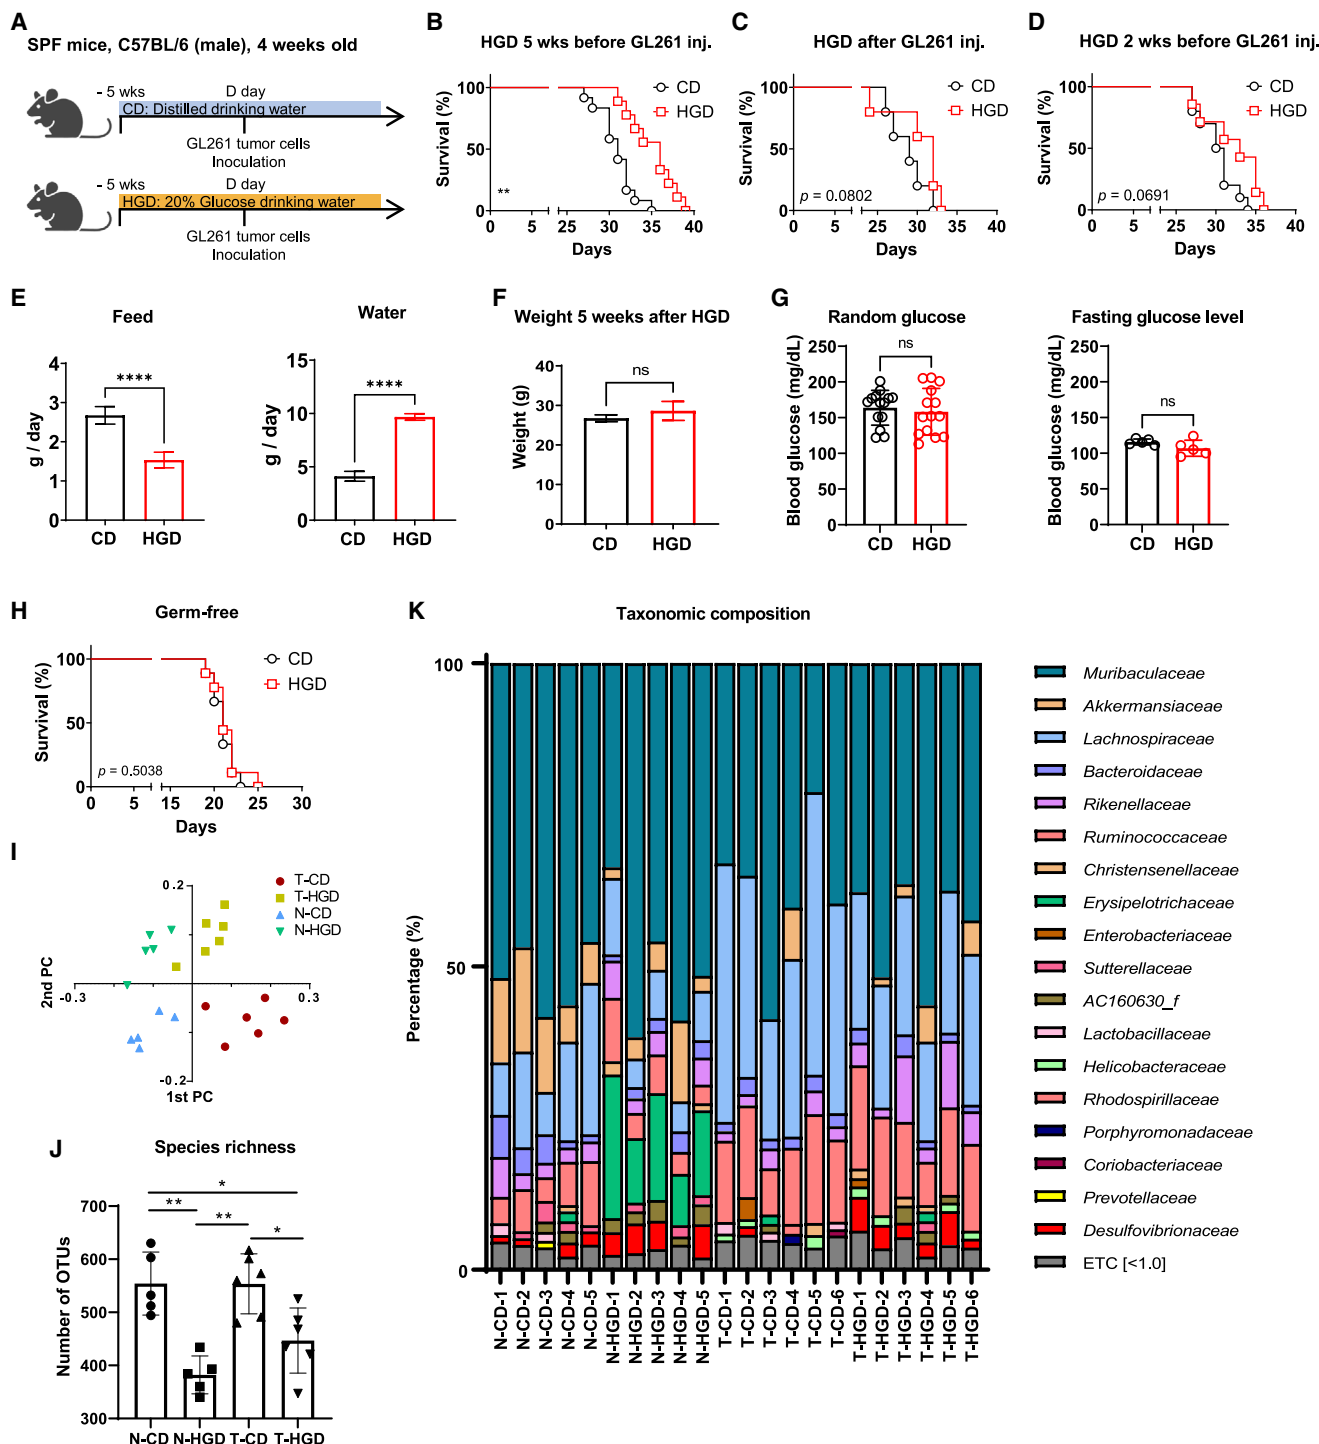 A
SPF mice, C57BL/6 (male), 4 weeks old
- 5 wks D day
CD: Distilled drinking water
GL261 tumor cells
Inoculation
- 5 wks D day
HGD: 20% Glucose drinking water
GL261 tumor cells
Inoculation
B
HGD 5 wks before GL261 inj.
Survival (%)
100
50
0
CD
HGD
**
0 5 25 30 35 40
Days
C
HGD after GL261 inj.
Survival (%)
100
50
0
CD
HGD
p = 0.0802
0 5 25 30 35 40
Days
D
HGD 2 wks before GL261 inj.
Survival (%)
100
50
0
CD
HGD
p = 0.0691
0 5 25 30 35 40
Days
E
Feed
g / day
4
3
2
1
0
****
CD HGD
Water
g / day
15
10
5
0
****
CD HGD
F
Weight 5 weeks after HGD
Weight (g)
40
30
20
10
0
ns
CD HGD
G
Random glucose
Blood glucose (mg/dL)
250
200
150
100
50
0
ns
CD HGD
Fasting glucose level
Blood glucose (mg/dL)
250
200
150
100
50
0
ns
CD HGD
H
Germ-free
Survival (%)
100
50
0
CD
HGD
p = 0.5038
0 5 15 20 25 30
Days
I
T-CD
T-HGD
N-CD
N-HGD
0.2
-0.3
0.3
-0.2
2nd PC
1st PC
J
Species richness
Number of OTUs
700
600
500
400
300
*
**
**
*
N-CD N-HGD T-CD T-HGD
K
Taxonomic composition
Percentage (%)
100
50
0
N-CD-1
N-CD-2
N-CD-3
N-CD-4
N-CD-5
N-HGD-1
N-HGD-2
N-HGD-3
N-HGD-4
N-HGD-5
T-CD-1
T-CD-2
T-CD-3
T-CD-4
T-CD-5
T-CD-6
T-HGD-1
T-HGD-2
T-HGD-3
T-HGD-4
T-HGD-5
T-HGD-6
Muribaculaceae
Akkermansiaceae
Lachnospiraceae
Bacteroidaceae
Rikenellaceae
Ruminococcaceae
Christensenellaceae
Erysipelotrichaceae
Enterobacteriaceae
Sutterellaceae
AC160630_f
Lactobacillaceae
Helicobacteraceae
Rhodospirillaceae
Porphyromonadaceae
Coriobacteriaceae
Prevotellaceae
Desulfovibrionaceae
ETC [<1.0]